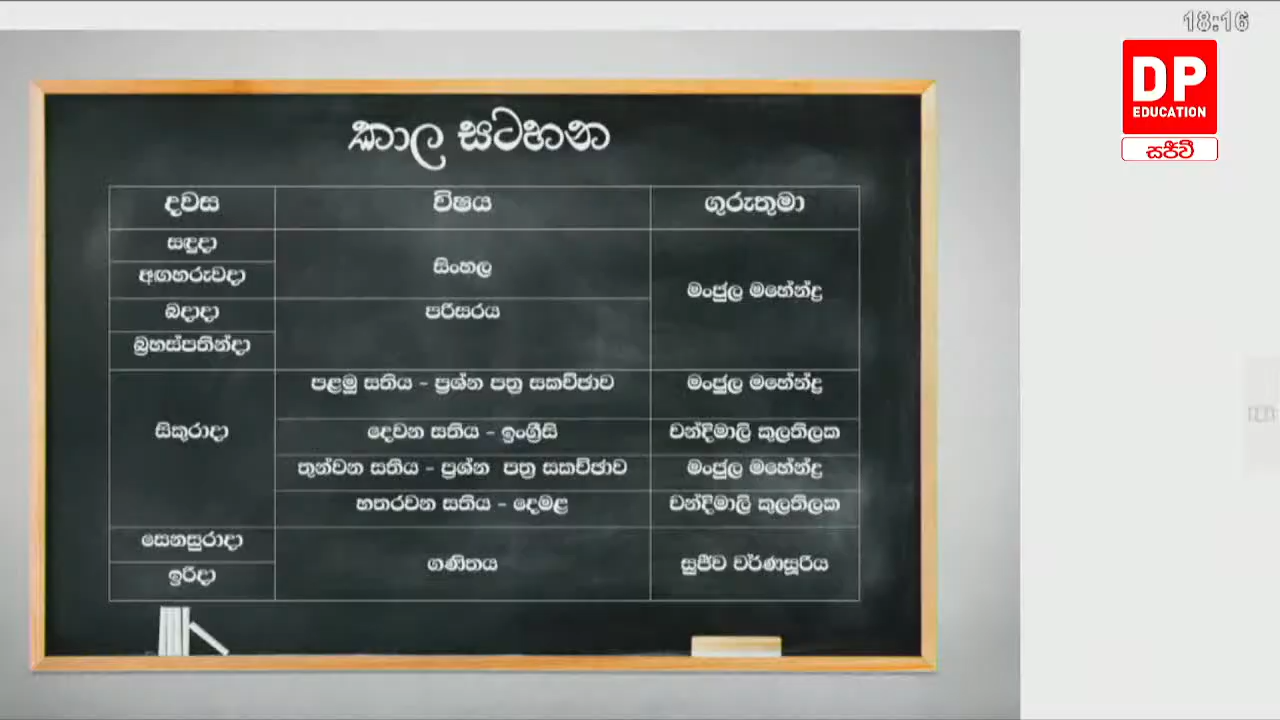 18:16
DP
EDUCATION
සජීවී
කාල සටහන
දවස විෂය ගුරුතුමා
සඳුදා
සිංහල
අඟහරුවදා
මංජුල මහේන්ද්‍ර
බදාදා පරිසරය
බ්‍රහස්පතින්දා
පළමු සතිය - ප්‍රශ්න පත්‍ර සකච්ඡාව මංජුල මහේන්ද්‍ර
සිකුරාදා දෙවන සතිය - ඉංග්‍රීසි චන්දිමාලි කුලතිලක
තුන්වන සතිය - ප්‍රශ්න පත්‍ර සකච්ඡාව මංජුල මහේන්ද්‍ර
හතරවන සතිය - දෙමළ චන්දිමාලි කුලතිලක
සෙනසුරාදා
ගණිතය සුජීව වර්ණසූරිය
ඉරිදා